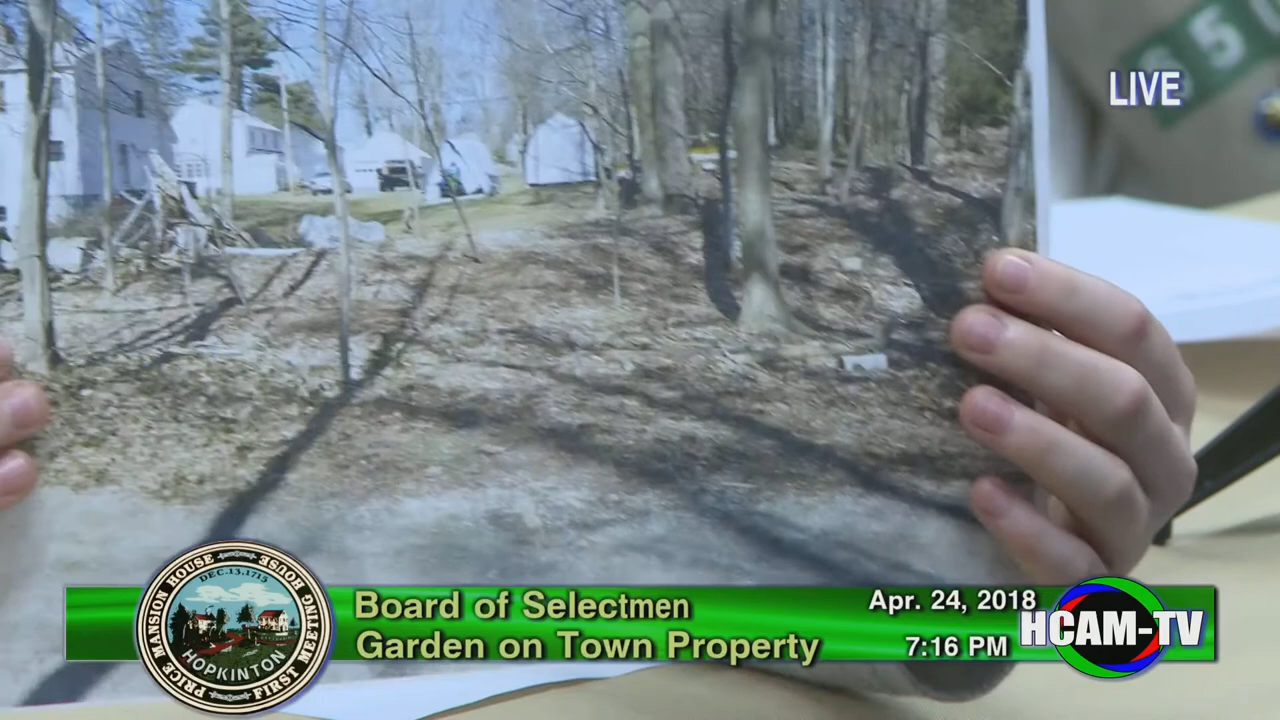 $50
LIVE
Board of Selectmen
Garden on Town Property
Apr. 24, 2018
7:16 PM
HCAM-TV
PRICE MANSION HOUSE
FIRST MEETING HOUSE
DEC. 13. 1715
HOPKINTON